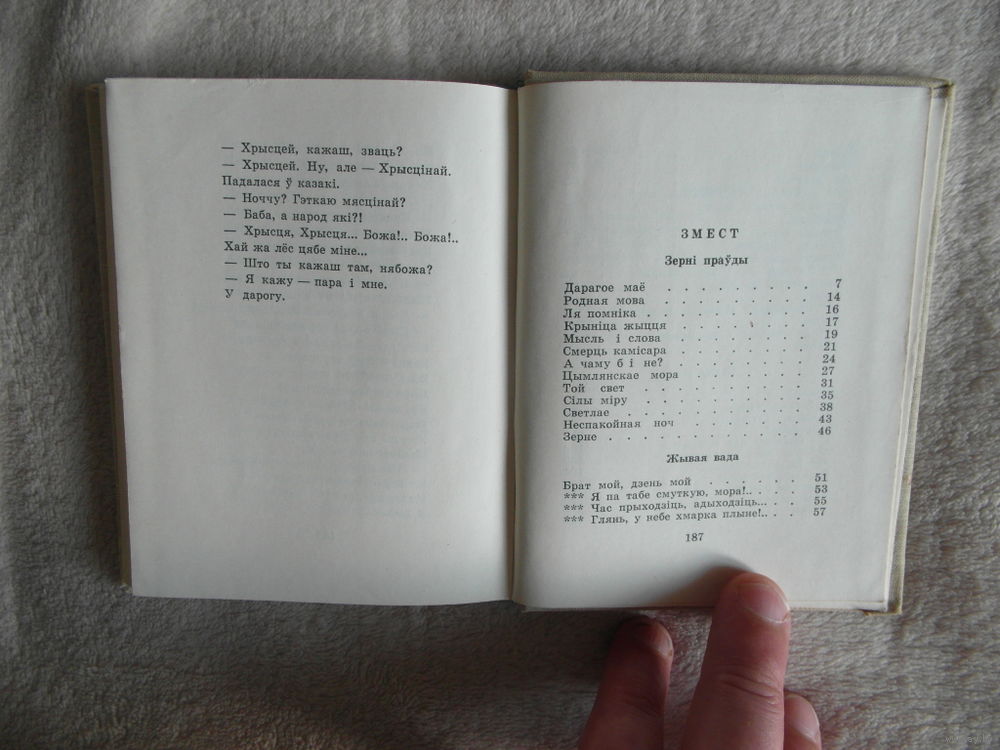 — Хрысцей, кажаш, зваць?
— Хрысцей. Ну, але — Хрысцінай.
Падалася ў казакі.
— Ноччу? Гэткаю мясцінай?
— Баба, а народ які?!
— Хрысця, Хрысця... Божа!.. Божа!..
Хай жа лёс цябе міне...
— Што ты кажаш там, нябожа?
— Я кажу — пара і мне.
У дарогу.
ЗМЕСТ
Зерні праўды
Дарагое маё . . . . . . . . . 7
Родная мова . . . . . . . . . 14
Ля помніка . . . . . . . . . 16
Крыніца жыцця . . . . . . . . 17
Мысль і слова . . . . . . . . 19
Смерць камісара . . . . . . . 21
А чаму б і не? . . . . . . . 24
Цымлянскае мора . . . . . . 27
Той свет . . . . . . . . . 31
Сілы міру . . . . . . . . . 35
Светлае . . . . . . . . . 38
Неспакойная ноч . . . . . . 43
Зерне . . . . . . . . . . 46
Жывая вада
Брат мой, дзень мой . . . . . . 51
*** Я па табе смуткую, мора!.. . . . 53
*** Час прыходзіць, адыходзіць... . . 55
*** Глянь, у небе хмарка плыне!.. . . 57
187